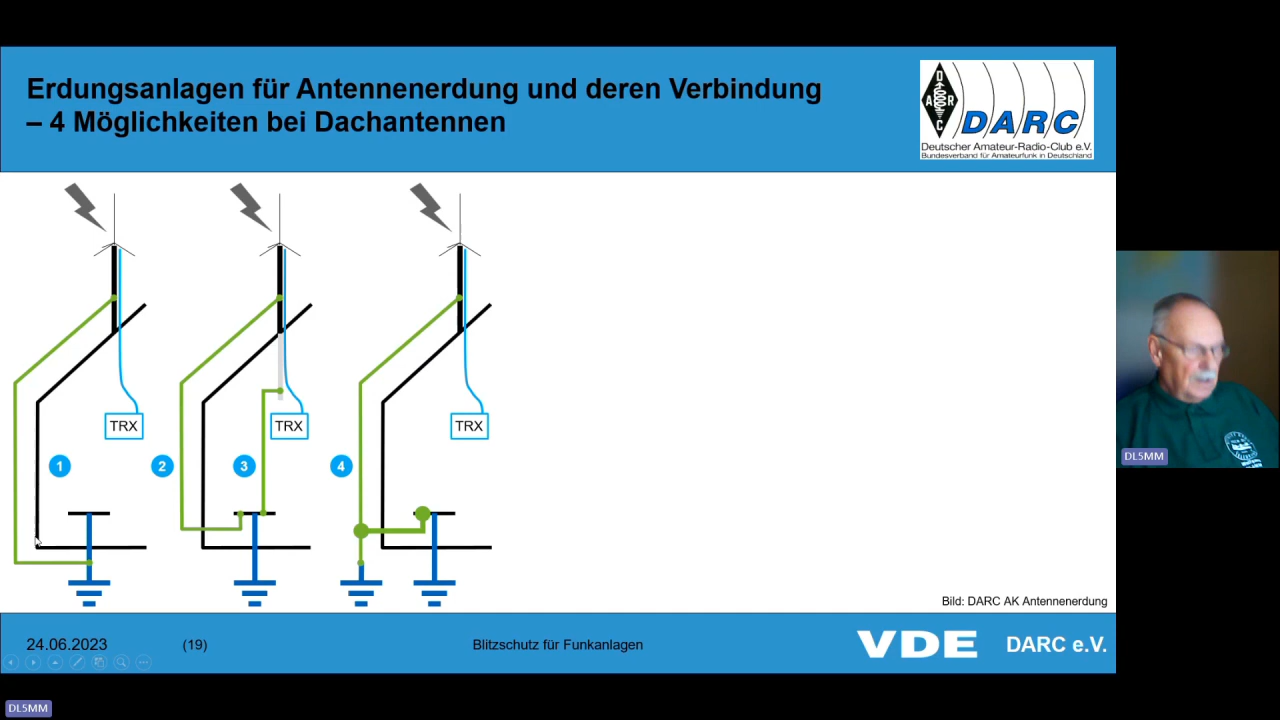 Erdungsanlagen für Antennenerdung und deren Verbindung
– 4 Möglichkeiten bei Dachantennen
D
A R
C
DARC
Deutscher Amateur-Radio-Club e.V.
Bundesverband für Amateurfunk in Deutschland
TRX
TRX
TRX
1
2
3
4
DL5MM
Bild: DARC AK Antennenerdung
24.06.2023
(19)
Blitzschutz für Funkanlagen
VDE
DARC e.V.
DL5MM